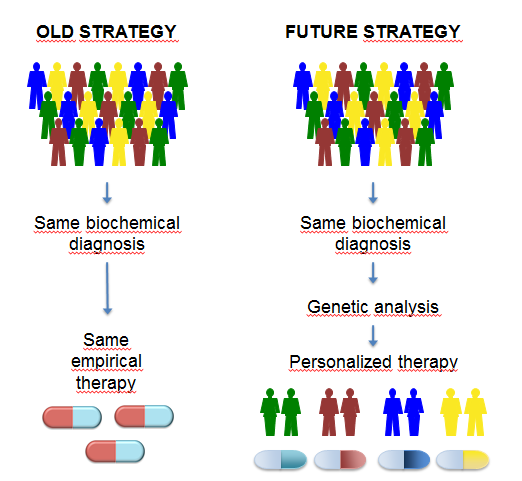 OLD STRATEGY
Same biochemical
diagnosis
Same
empirical
therapy
FUTURE STRATEGY
Same biochemical
diagnosis
Genetic analysis
Personalized therapy